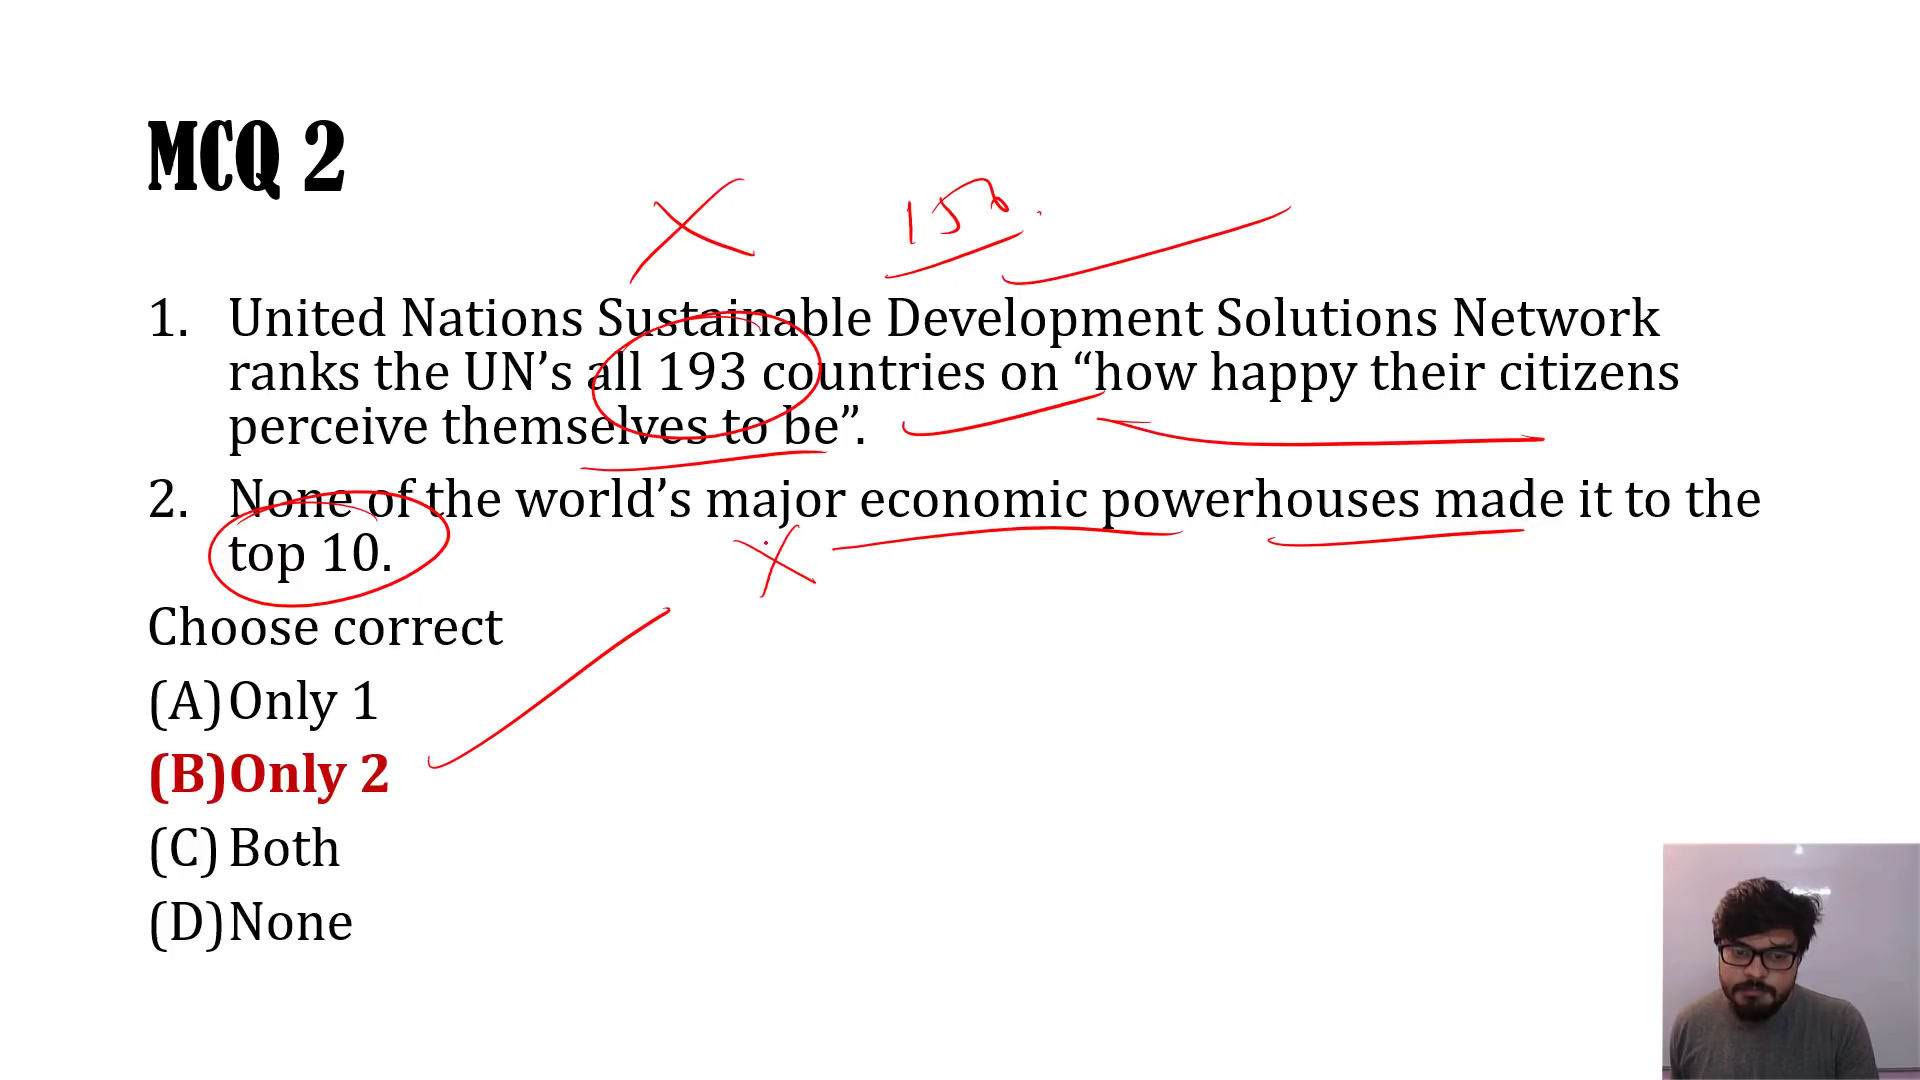 MCQ 2
150
1. United Nations Sustainable Development Solutions Network
ranks the UN’s all 193 countries on “how happy their citizens
perceive themselves to be”.
2. None of the world’s major economic powerhouses made it to the
top 10.
Choose correct
(A) Only 1
(B) Only 2
(C) Both
(D) None